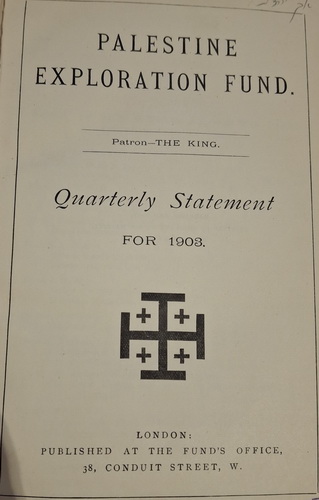 PALESTINE
EXPLORATION FUND.
Patron—THE KING.
Quarterly Statement
FOR 1903.
LONDON:
PUBLISHED AT THE FUND'S OFFICE,
38, CONDUIT STREET, W.